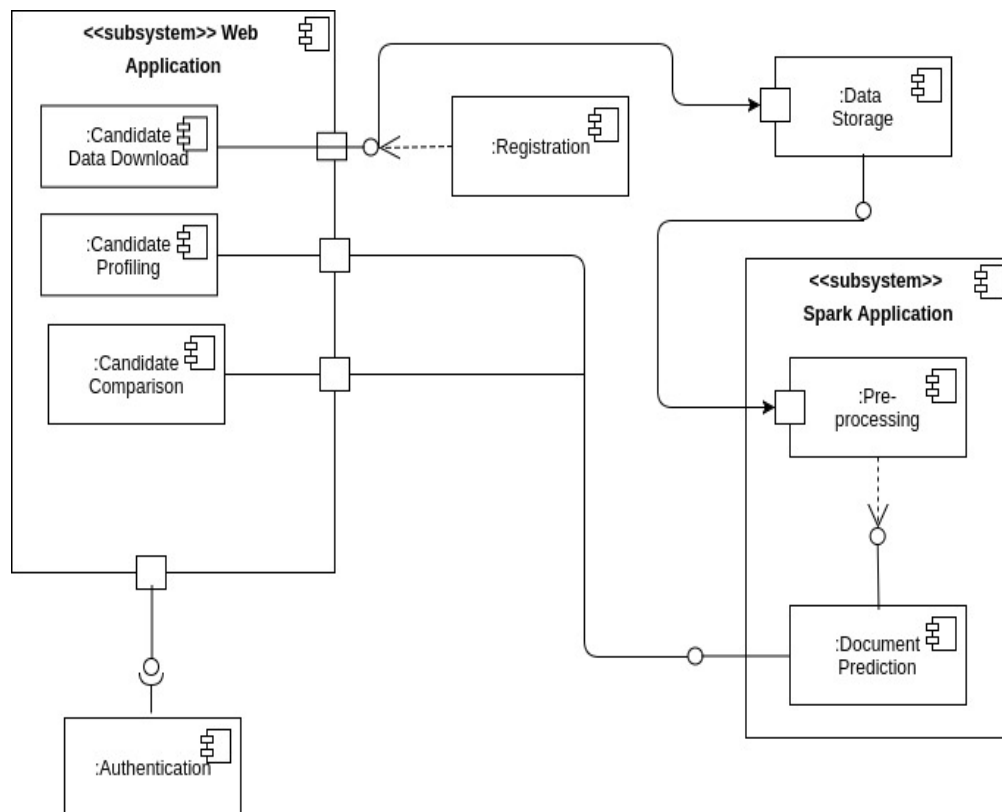 <<subsystem>> Web
Application
:Candidate
Data Download
:Registration
:Data
Storage
:Candidate
Profiling
<<subsystem>>
Spark Application
:Candidate
Comparison
:Pre-
processing
:Document
Prediction
:Authentication